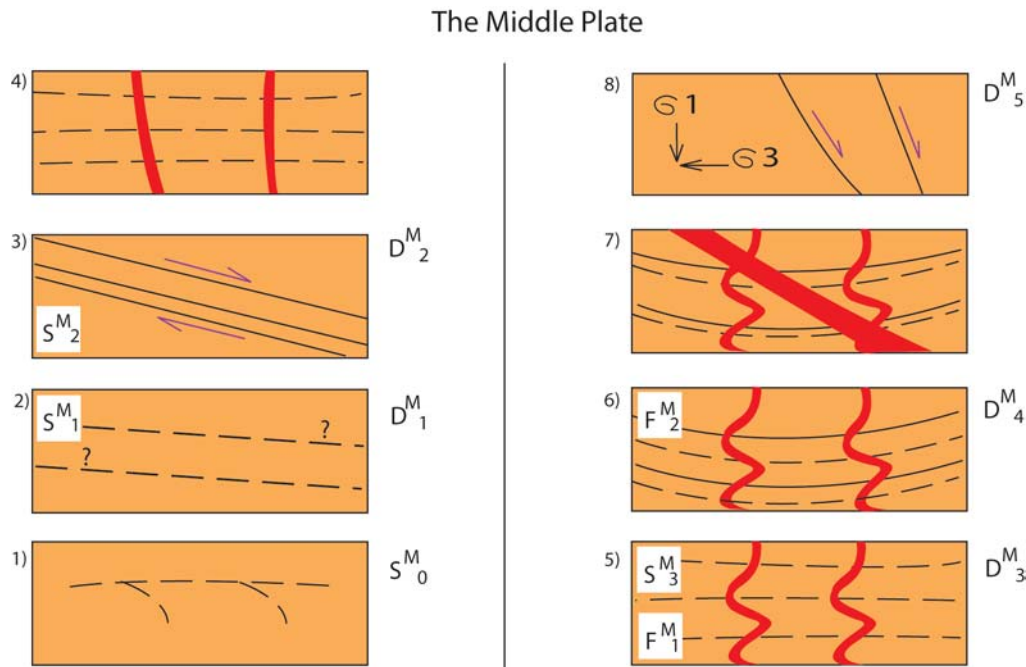 The Middle Plate
4)
3)
S^M_2
D^M_2
2)
S^M_1
?
?
D^M_1
1)
S^M_0
8)
σ1
σ3
D^M_5
7)
6)
F^M_2
D^M_4
5)
S^M_3
F^M_1
D^M_3